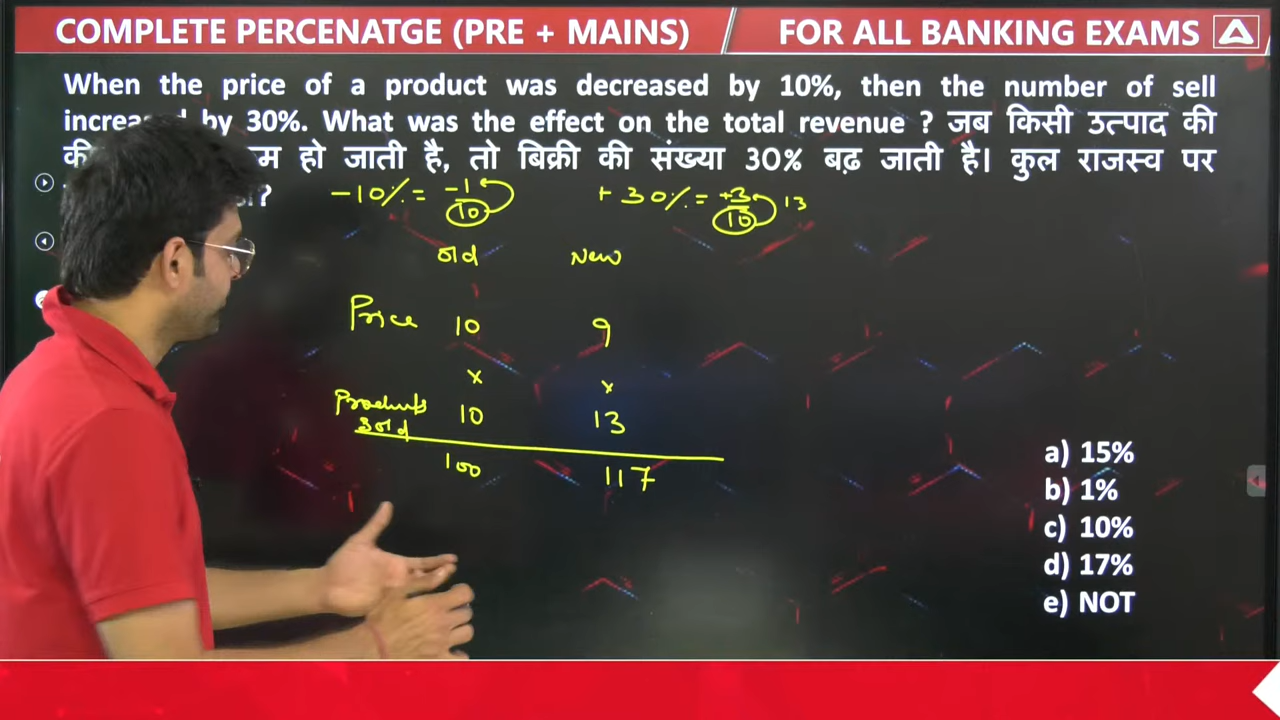 COMPLETE PERCENATGE (PRE + MAINS) FOR ALL BANKING EXAMS
When the price of a product was decreased by 10%, then the number of sell
by 30%. What was the effect on the total revenue ? जब किसी उत्पाद की
हो जाती है, तो बिक्री की संख्या 30% बढ़ जाती है। कुल राजस्व पर
-10%= -1/10 +30%= +3/10 13
old New
Price 10 9
x x
Products 10 13
sold
100 117
a) 15%
b) 1%
c) 10%
d) 17%
e) NOT